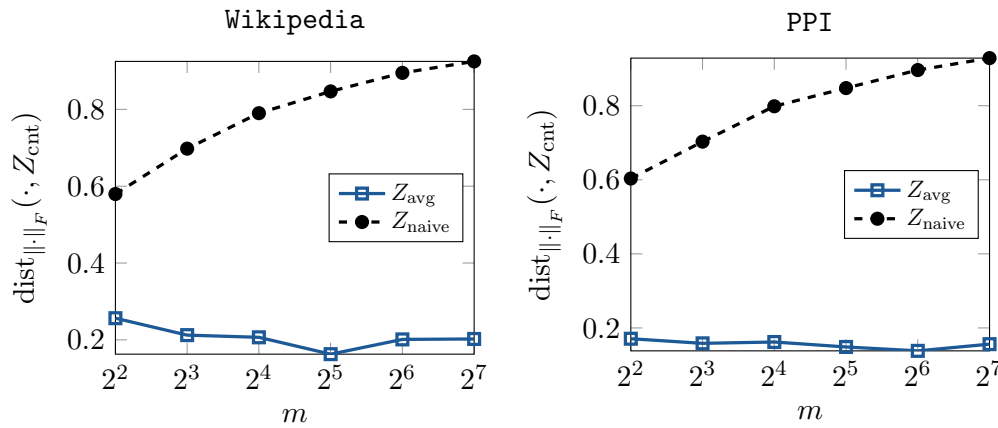 Wikipedia
dist_{‖·‖_F}(·, Z_cnt)
0.8
0.6
0.4
0.2
2^2 2^3 2^4 2^5 2^6 2^7
m
Z_avg
Z_naive
PPI
dist_{‖·‖_F}(·, Z_cnt)
0.8
0.6
0.4
0.2
2^2 2^3 2^4 2^5 2^6 2^7
m
Z_avg
Z_naive